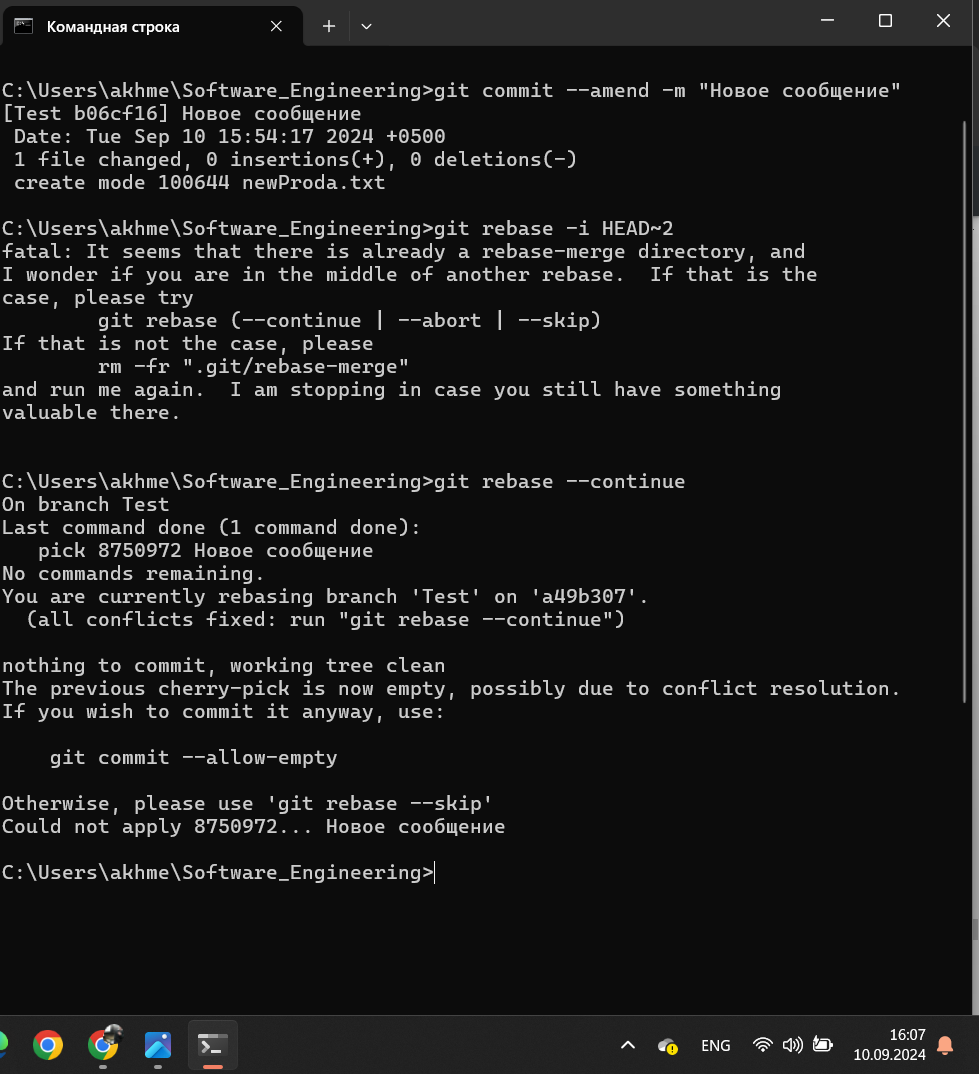 Командная строка
C:\Users\akhme\Software_Engineering>git commit --amend -m "Новое сообщение"
[Test b06cf16] Новое сообщение
 Date: Tue Sep 10 15:54:17 2024 +0500
 1 file changed, 0 insertions(+), 0 deletions(-)
 create mode 100644 newProda.txt
C:\Users\akhme\Software_Engineering>git rebase -i HEAD~2
fatal: It seems that there is already a rebase-merge directory, and
I wonder if you are in the middle of another rebase.  If that is the
case, please try
        git rebase (--continue | --abort | --skip)
If that is not the case, please
        rm -fr ".git/rebase-merge"
and run me again.  I am stopping in case you still have something
valuable there.
C:\Users\akhme\Software_Engineering>git rebase --continue
On branch Test
Last command done (1 command done):
   pick 8750972 Новое сообщение
No commands remaining.
You are currently rebasing branch 'Test' on 'a49b307'.
  (all conflicts fixed: run "git rebase --continue")
nothing to commit, working tree clean
The previous cherry-pick is now empty, possibly due to conflict resolution.
If you wish to commit it anyway, use:
    git commit --allow-empty
Otherwise, please use 'git rebase --skip'
Could not apply 8750972... Новое сообщение
C:\Users\akhme\Software_Engineering>
ENG
16:07
10.09.2024